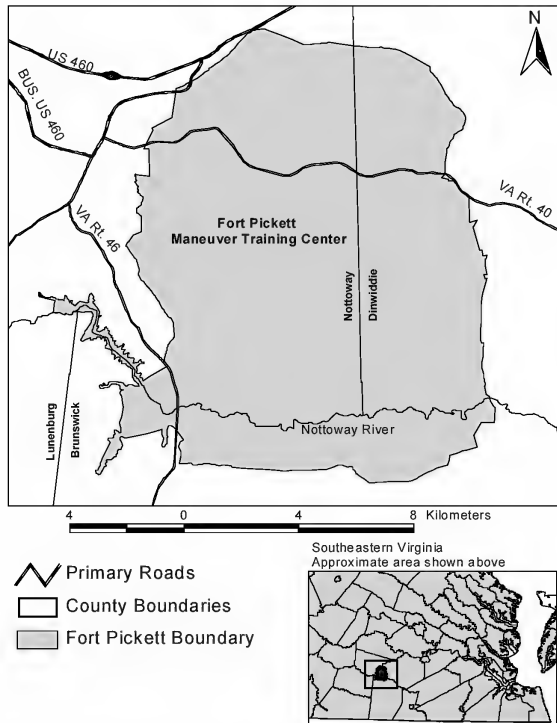 N
US 460
BUS. US 460
VA Rt. 40
Fort Pickett
Maneuver Training Center
VA Rt. 46
Nottoway
Dinwiddie
Lunenburg
Brunswick
Nottoway River
4 0 4 8 Kilometers
Southeastern Virginia
Approximate area shown above
Primary Roads
County Boundaries
Fort Pickett Boundary